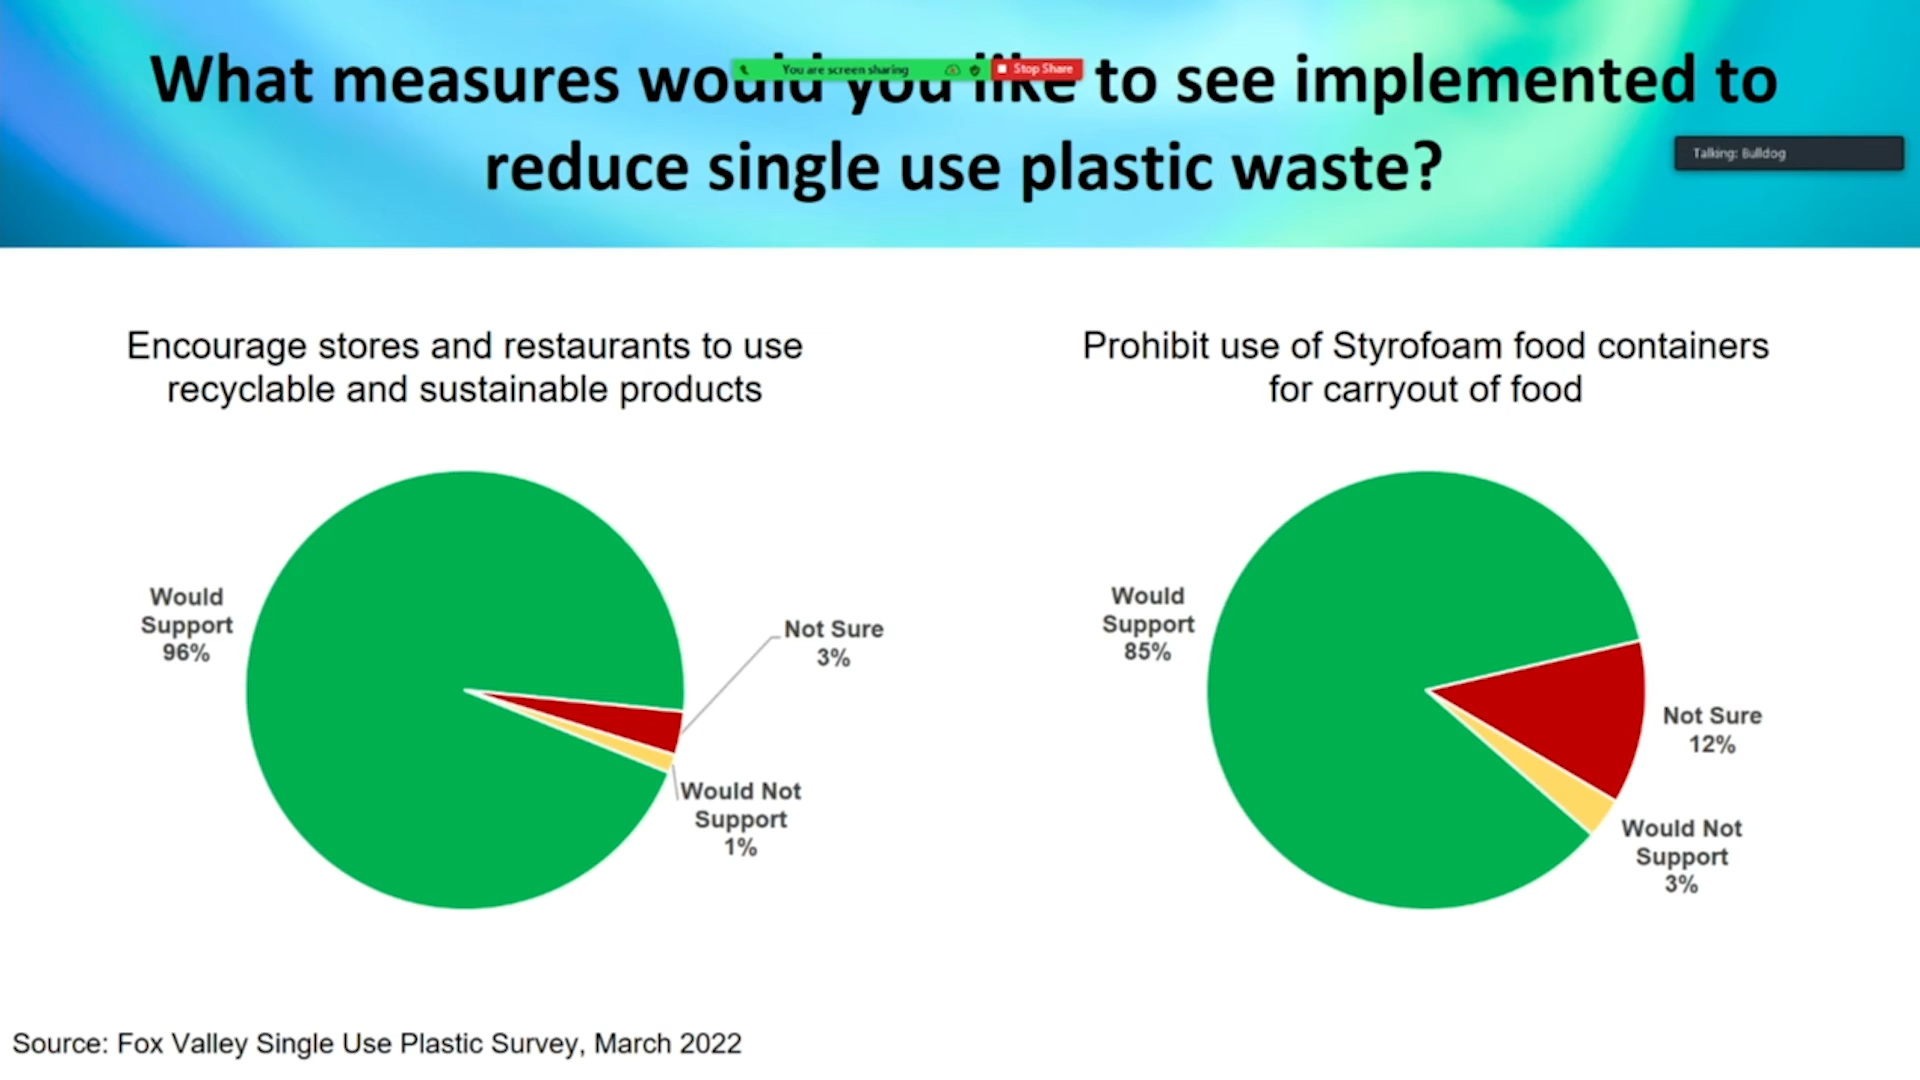 What measures would you like to see implemented to
You are screen sharing
Stop Share
reduce single use plastic waste?
Talking: Bulldog
Encourage stores and restaurants to use
recyclable and sustainable products
Would
Support
96%
Not Sure
3%
Would Not
Support
1%
Prohibit use of Styrofoam food containers
for carryout of food
Would
Support
85%
Not Sure
12%
Would Not
Support
3%
Source: Fox Valley Single Use Plastic Survey, March 2022